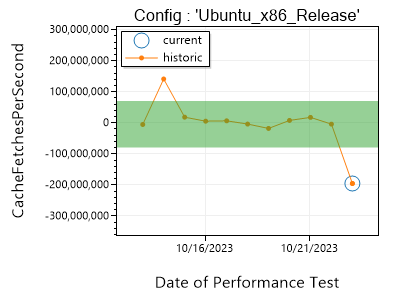 Config : 'Ubuntu_x86_Release'
current
historic
CacheFetchesPerSecond
300,000,000
200,000,000
100,000,000
0
-100,000,000
-200,000,000
-300,000,000
10/16/2023
10/21/2023
Date of Performance Test